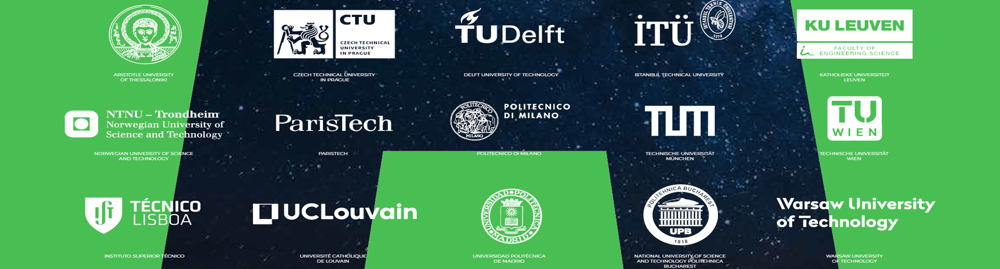 CTU
CZECH TECHNICAL
UNIVERSITY
IN PRAGUE
TUDelft
İTÜ
İSTANBUL TEKNİK ÜNİVERSİTESİ
1773
KU LEUVEN
FACULTY OF
ENGINEERING SCIENCE
ARISTOTLE UNIVERSITY
OF THESSALONIKI
CZECH TECHNICAL UNIVERSITY
IN PRAGUE
DELFT UNIVERSITY OF TECHNOLOGY
ISTANBUL TECHNICAL UNIVERSITY
KATHOLIEKE UNIVERSITEIT
LEUVEN
NTNU – Trondheim
Norwegian University of
Science and Technology
ParisTech
POLITECNICO
MILANO
POLITECNICO
DI MILANO
TUM
TU
WIEN
NORWEGIAN UNIVERSITY OF SCIENCE
AND TECHNOLOGY
PARISTECH
POLITECNICO DI MILANO
TECHNISCHE UNIVERSITÄT
MÜNCHEN
TECHNISCHE UNIVERSITÄT
WIEN
TÉCNICO
LISBOA
UCLouvain
UNIVERSIDAD POLITÉCNICA
MADRID
POLITEHNICA BUCHAREST
UPB
1818
Warsaw University
of Technology
INSTITUTO SUPERIOR TÉCNICO
UNIVERSITÉ CATHOLIQUE
DE LOUVAIN
UNIVERSIDAD POLITÉCNICA
DE MADRID
NATIONAL UNIVERSITY OF SCIENCE
AND TECHNOLOGY POLITEHNICA
BUCHAREST
WARSAW UNIVERSITY
OF TECHNOLOGY